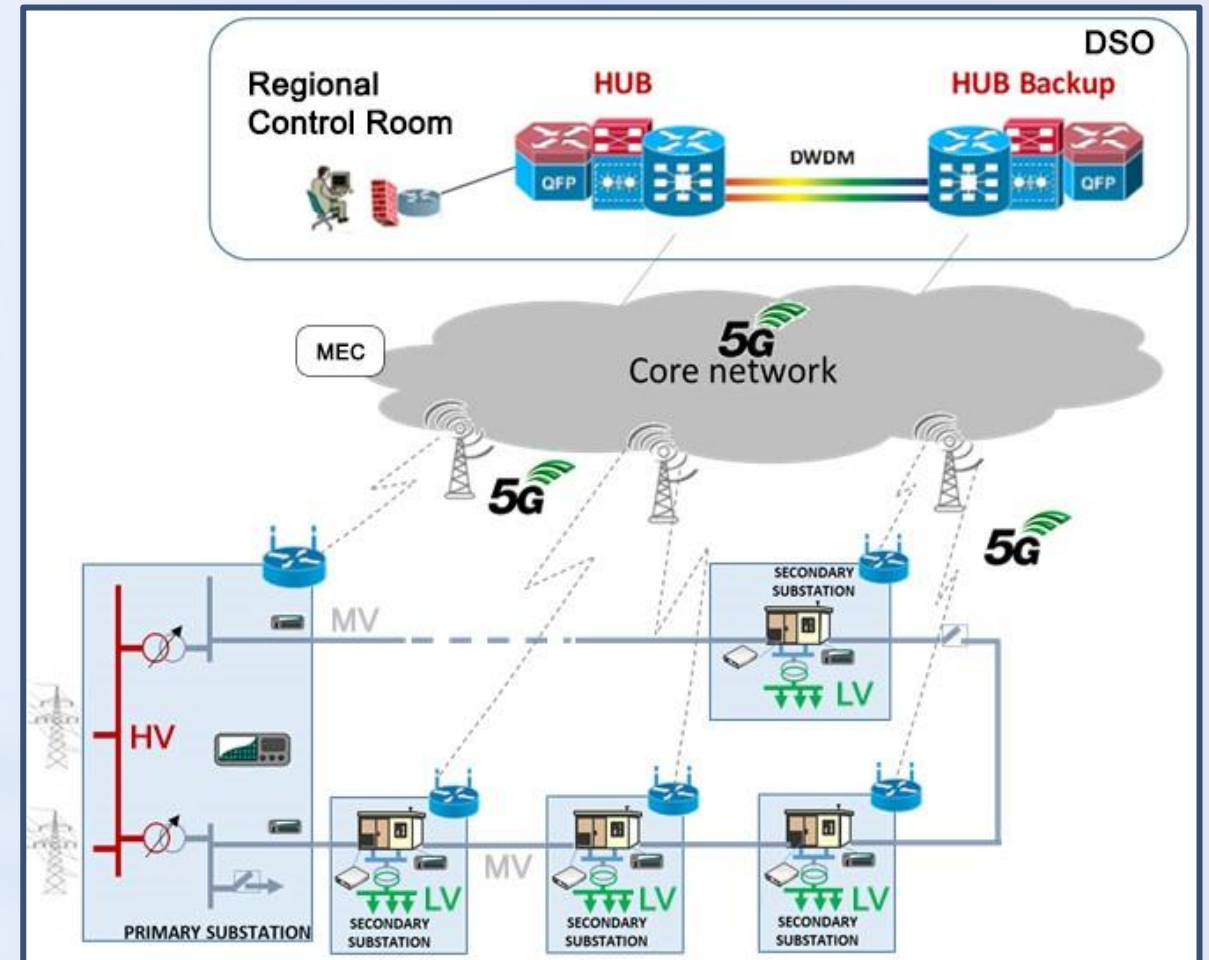 DSO
Regional
Control Room
HUB
HUB Backup
QFP
DWDM
QFP
MEC
5G
Core network
5G
5G
SECONDARY
SUBSTATION
MV
LV
HV
MV
LV
LV
LV
PRIMARY SUBSTATION
SECONDARY
SUBSTATION
SECONDARY
SUBSTATION
SECONDARY
SUBSTATION